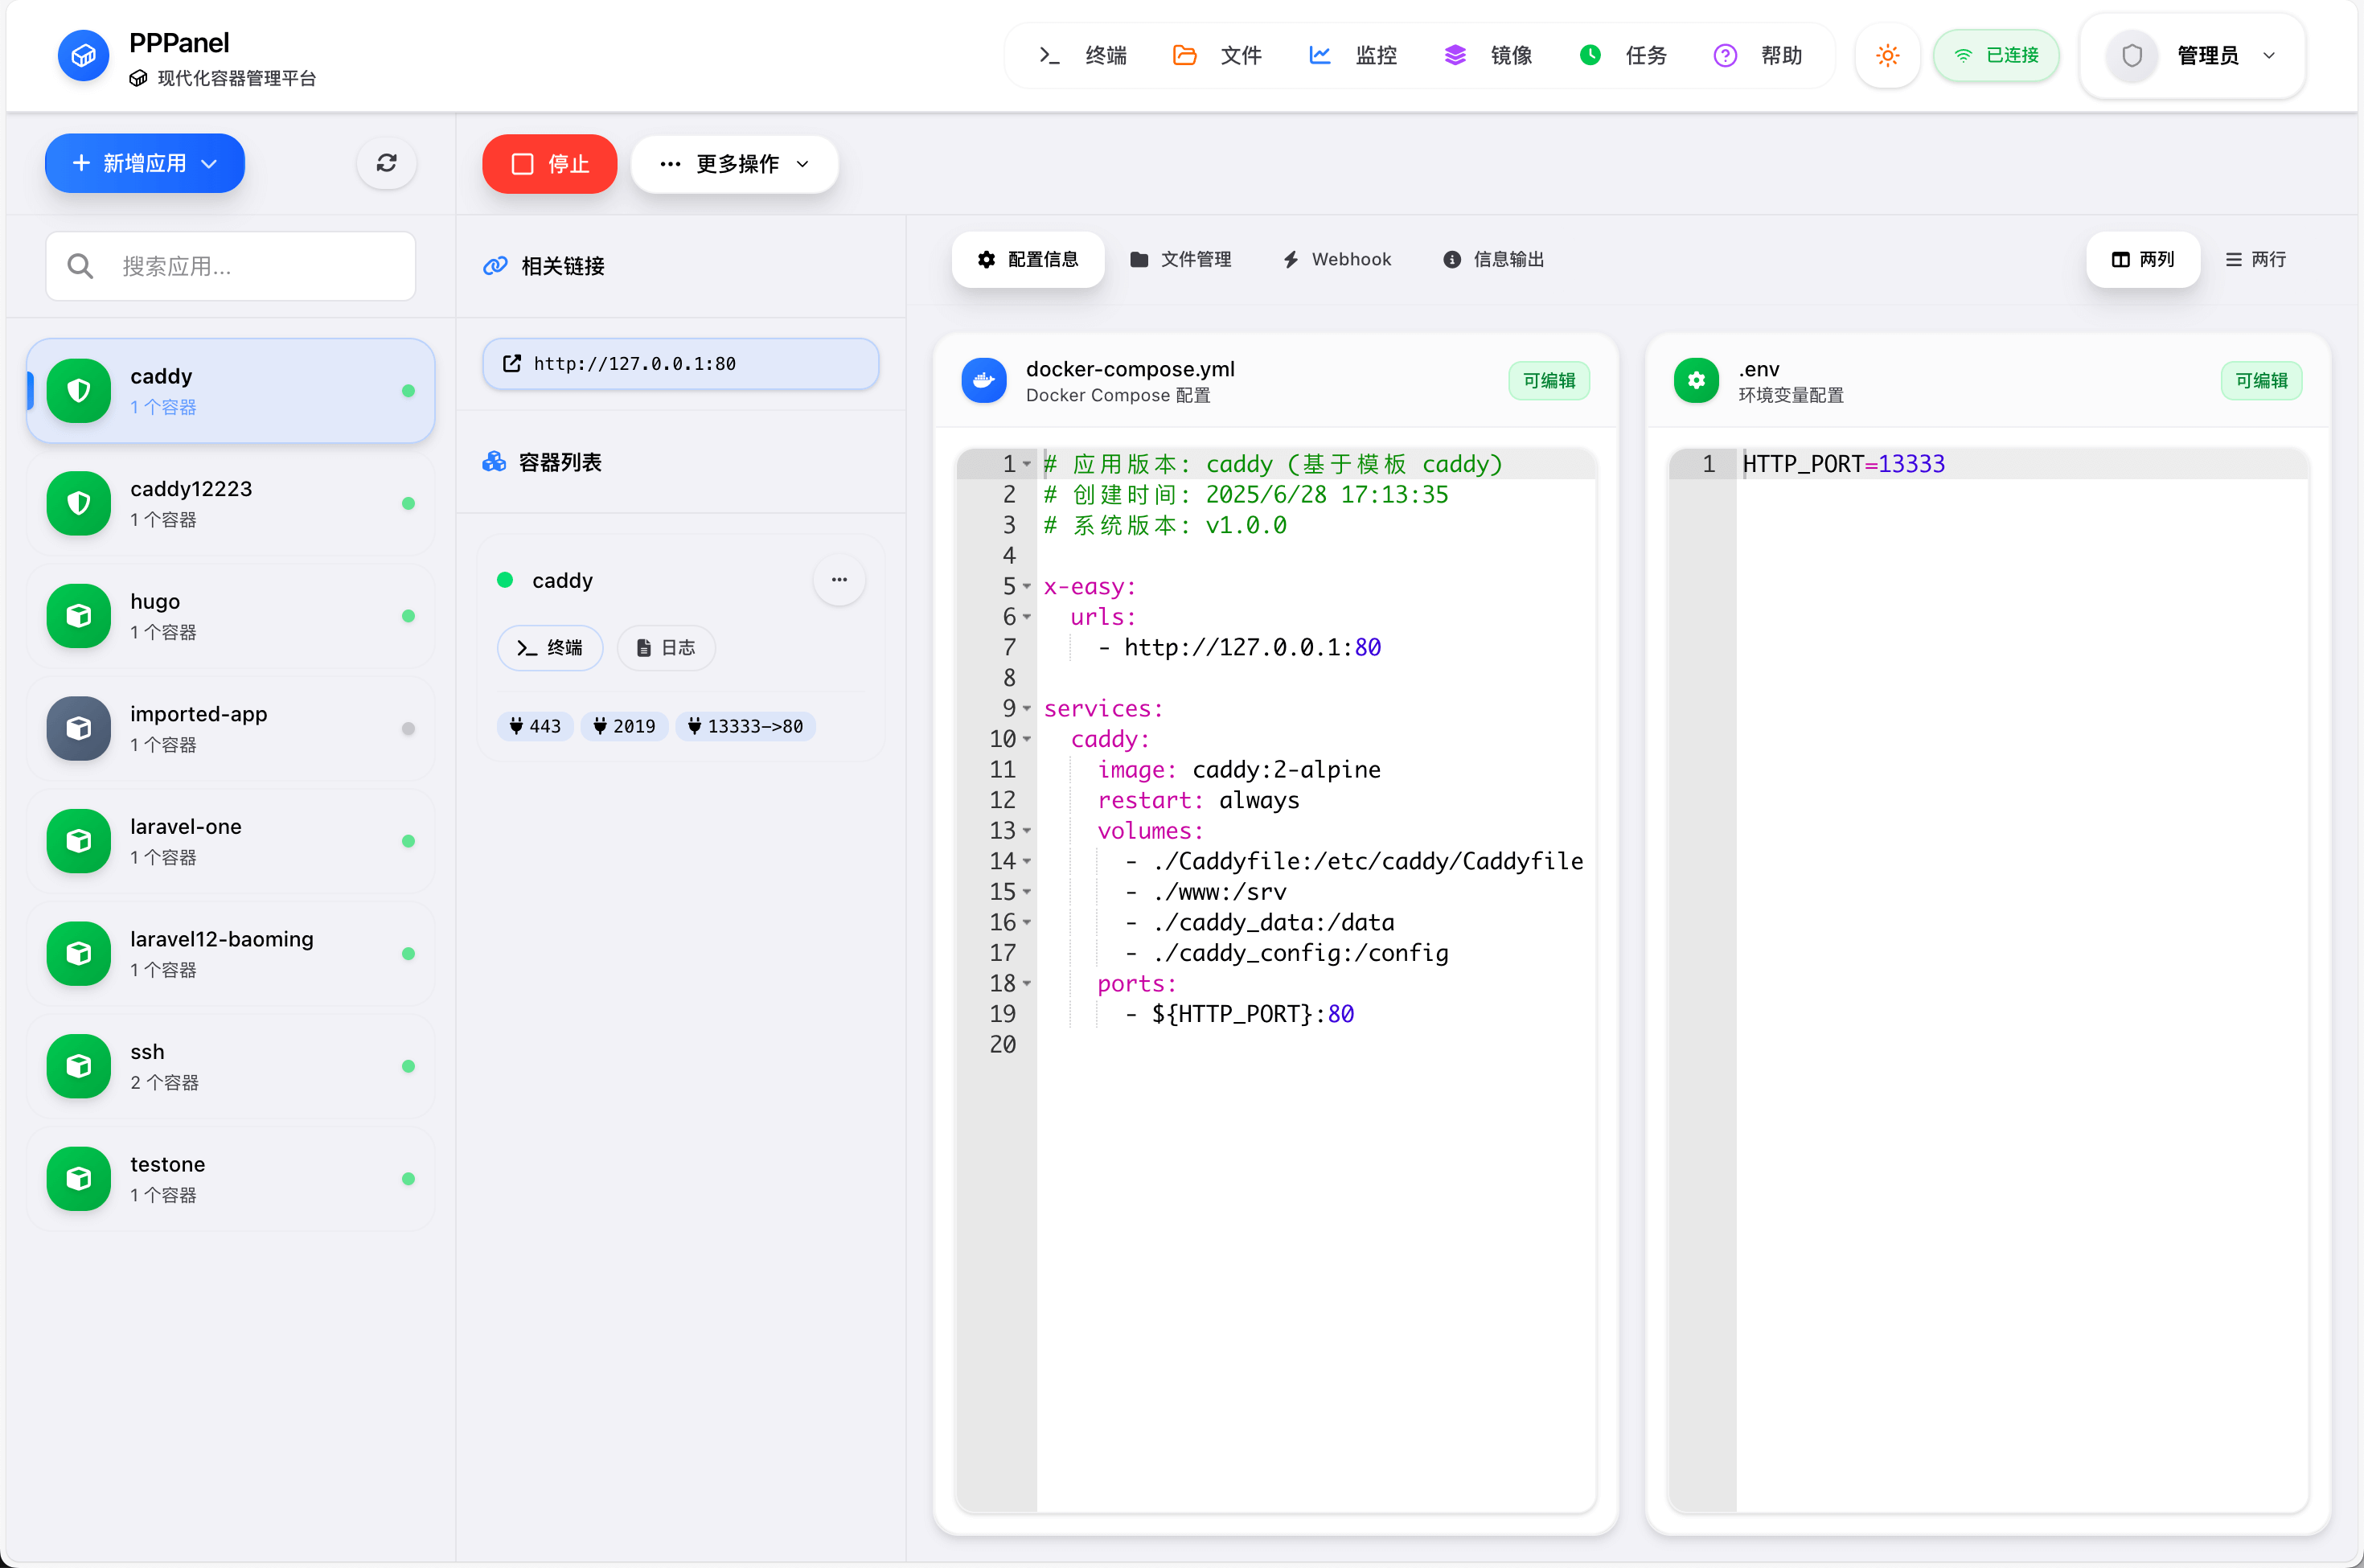 PPPanel
现代化容器管理平台
终端 文件 监控 镜像 任务 帮助
已连接
管理员
新增应用
停止
更多操作
搜索应用...
caddy
1 个容器
caddy12223
1 个容器
hugo
1 个容器
imported-app
1 个容器
laravel-one
1 个容器
laravel12-baoming
1 个容器
ssh
2 个容器
testone
1 个容器
相关链接
http://127.0.0.1:80
容器列表
caddy
终端 日志
443 2019 13333->80
配置信息 文件管理 Webhook 信息输出
两列 两行
docker-compose.yml
Docker Compose 配置
可编辑
1 # 应用版本: caddy (基于模板 caddy)
2 # 创建时间: 2025/6/28 17:13:35
3 # 系统版本: v1.0.0
4
5 x-easy:
6 urls:
7 - http://127.0.0.1:80
8
9 services:
10 caddy:
11 image: caddy:2-alpine
12 restart: always
13 volumes:
14 - ./Caddyfile:/etc/caddy/Caddyfile
15 - ./www:/srv
16 - ./caddy_data:/data
17 - ./caddy_config:/config
18 ports:
19 - ${HTTP_PORT}:80
20
.env
环境变量配置
可编辑
1 HTTP_PORT=13333